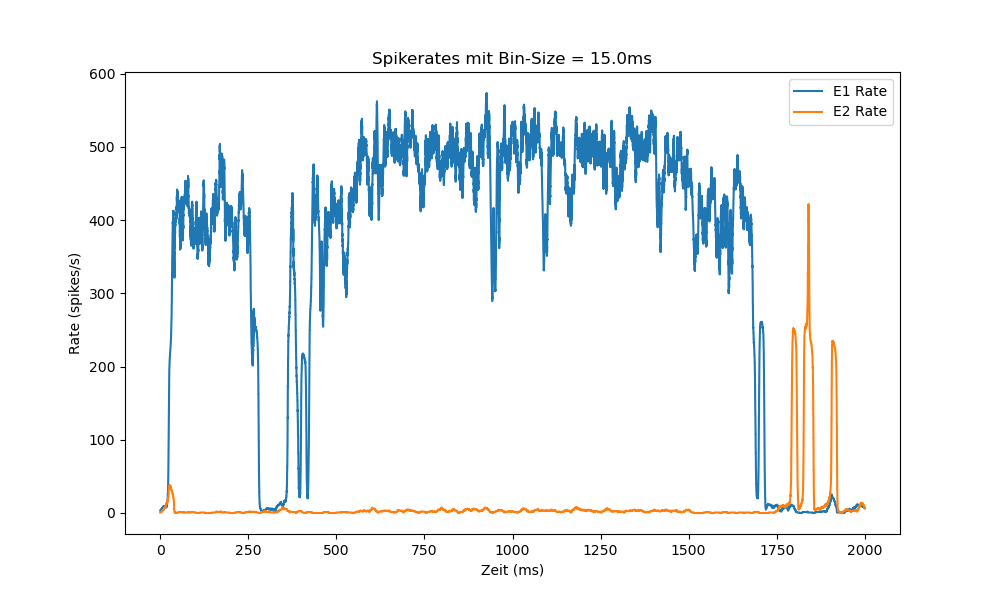 Spikerates mit Bin-Size = 15.0ms
E1 Rate
E2 Rate
600
500
400
300
200
100
0
Rate (spikes/s)
0 250 500 750 1000 1250 1500 1750 2000
Zeit (ms)